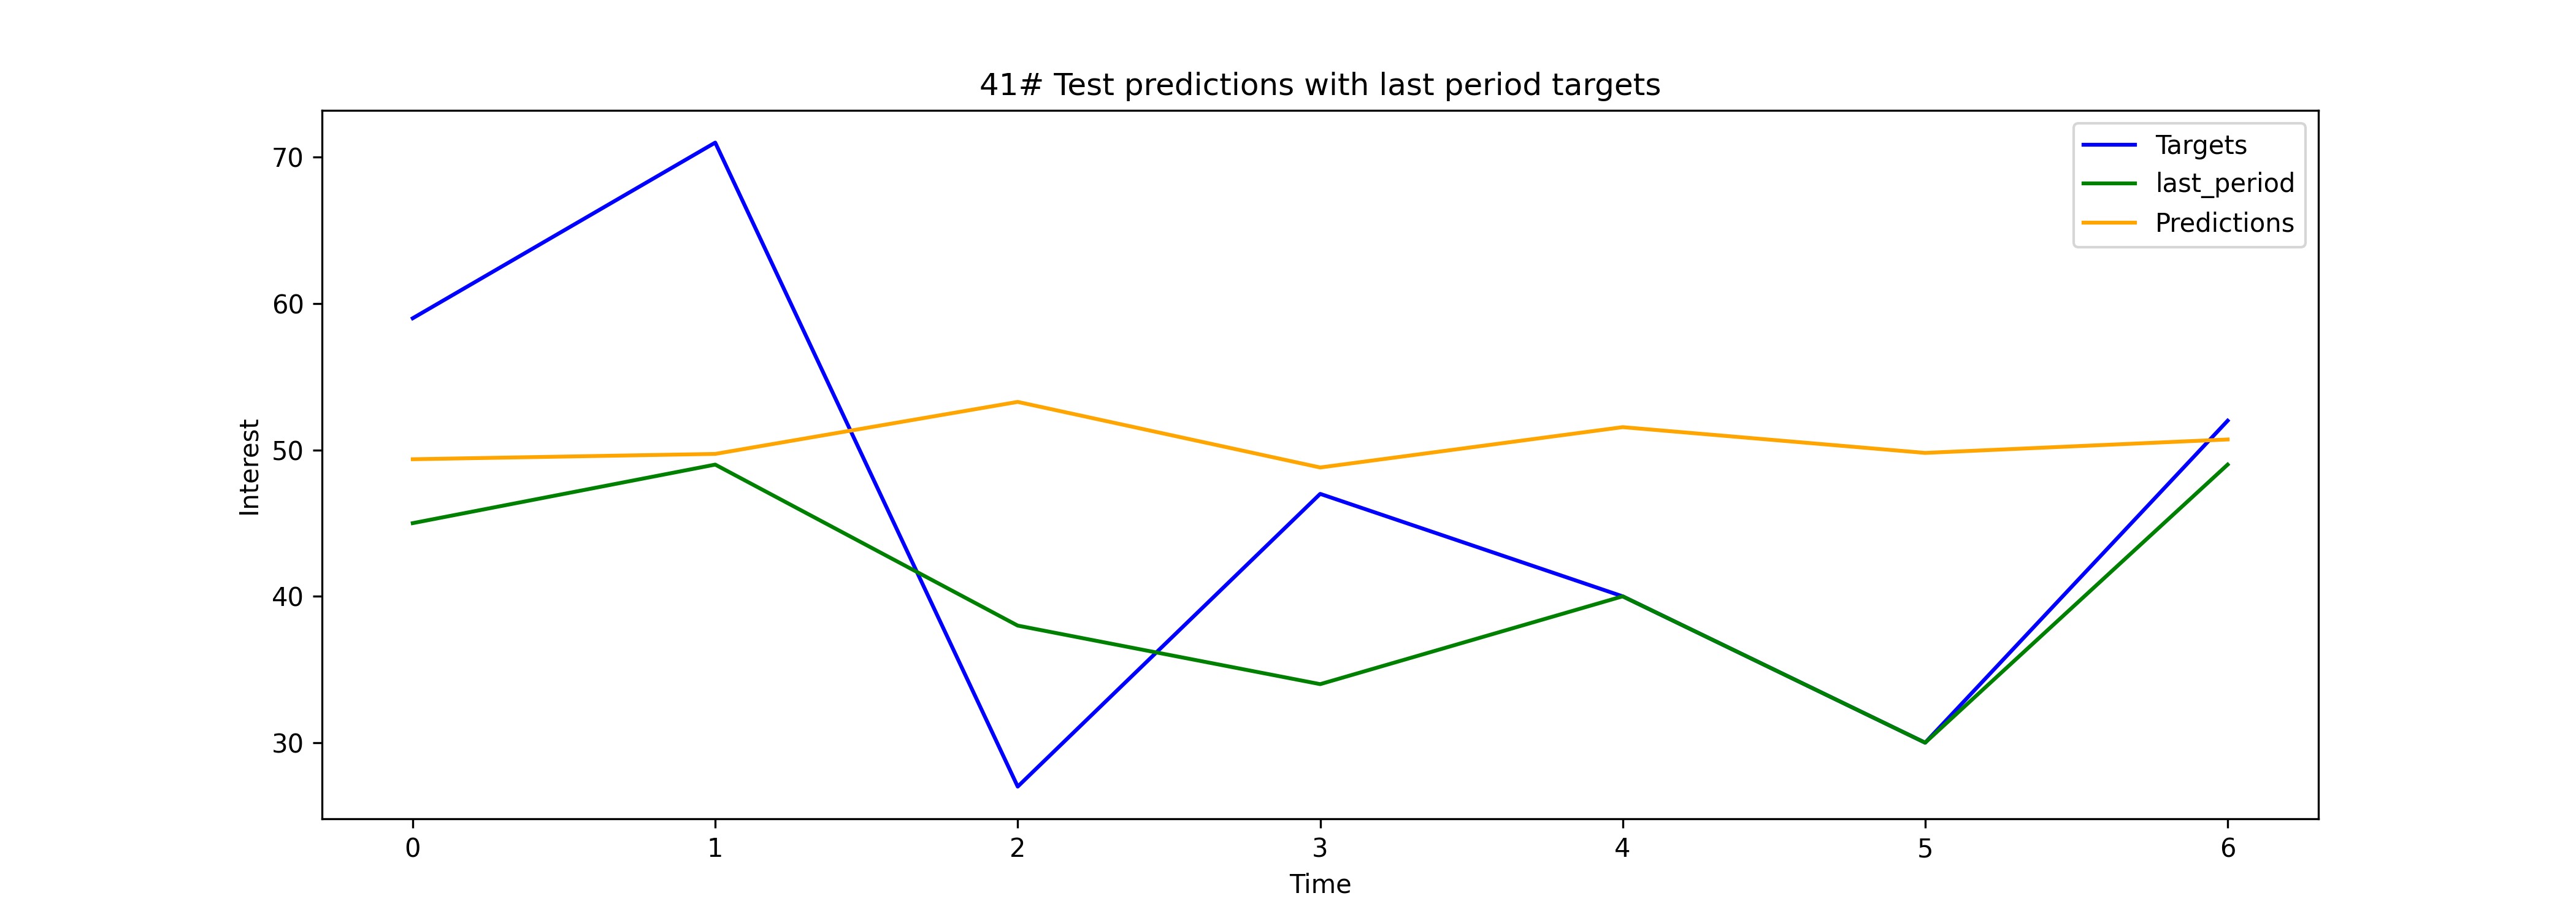 41# Test predictions with last period targets
Targets
last_period
Predictions
Interest
70
60
50
40
30
0 1 2 3 4 5 6
Time